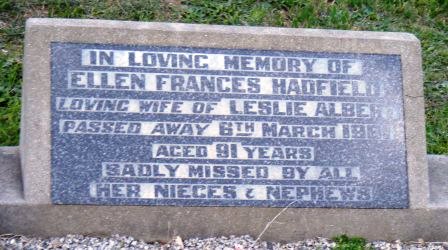 IN LOVING MEMORY OF
ELLEN FRANCES HADFIELD
LOVING WIFE OF LESLIE ALBERT
PASSED AWAY 6TH MARCH
AGED 91 YEARS
SADLY MISSED BY ALL
HER NIECES & NEPHEWS